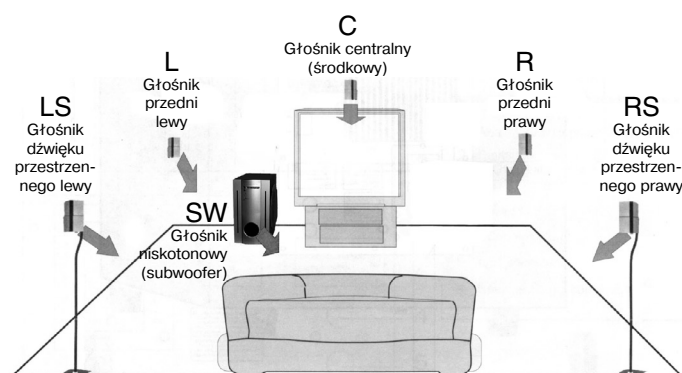 C
Głośnik centralny
(środkowy)
L
Głośnik
przedni
lewy
R
Głośnik
przedni
prawy
LS
Głośnik
dźwięku
przestrzen-
nego lewy
RS
Głośnik
dźwięku
przestrzen-
nego prawy
SW
Głośnik
niskotonowy
(subwoofer)